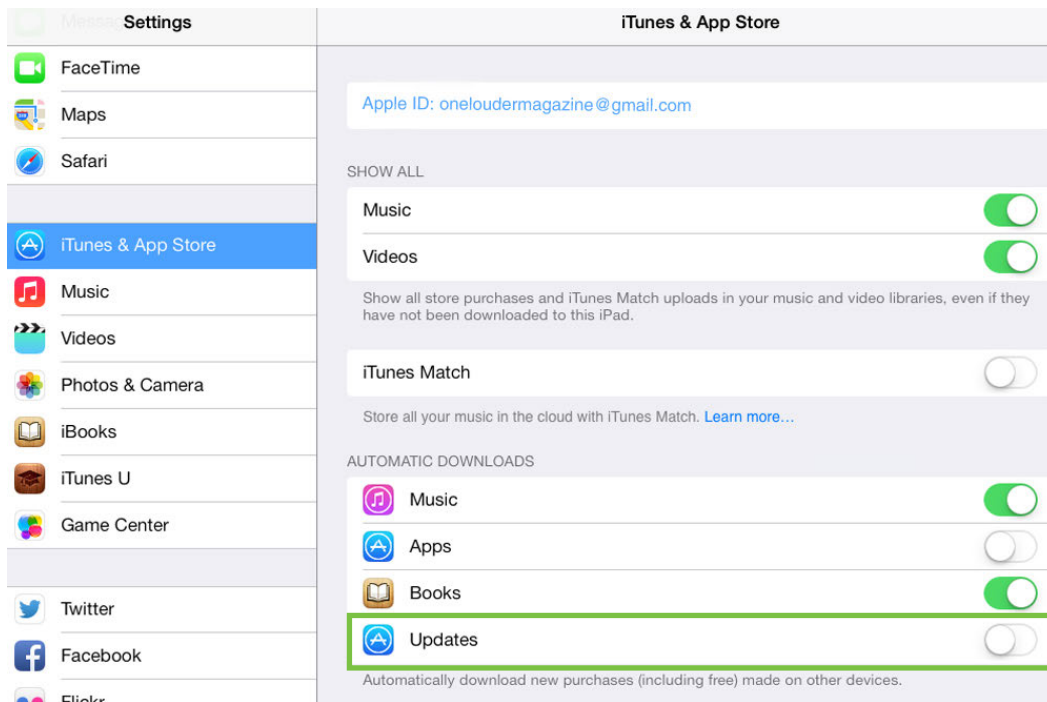 Messag
Settings
FaceTime
Maps
Safari
iTunes & App Store
Music
Videos
Photos & Camera
iBooks
iTunes U
Game Center
Twitter
Facebook
Flickr
iTunes & App Store
Apple ID: oneloudermagazine@gmail.com
SHOW ALL
Music
Videos
Show all store purchases and iTunes Match uploads in your music and video libraries, even if they
have not been downloaded to this iPad.
iTunes Match
Store all your music in the cloud with iTunes Match. Learn more...
AUTOMATIC DOWNLOADS
Music
Apps
Books
Updates
Automatically download new purchases (including free) made on other devices.